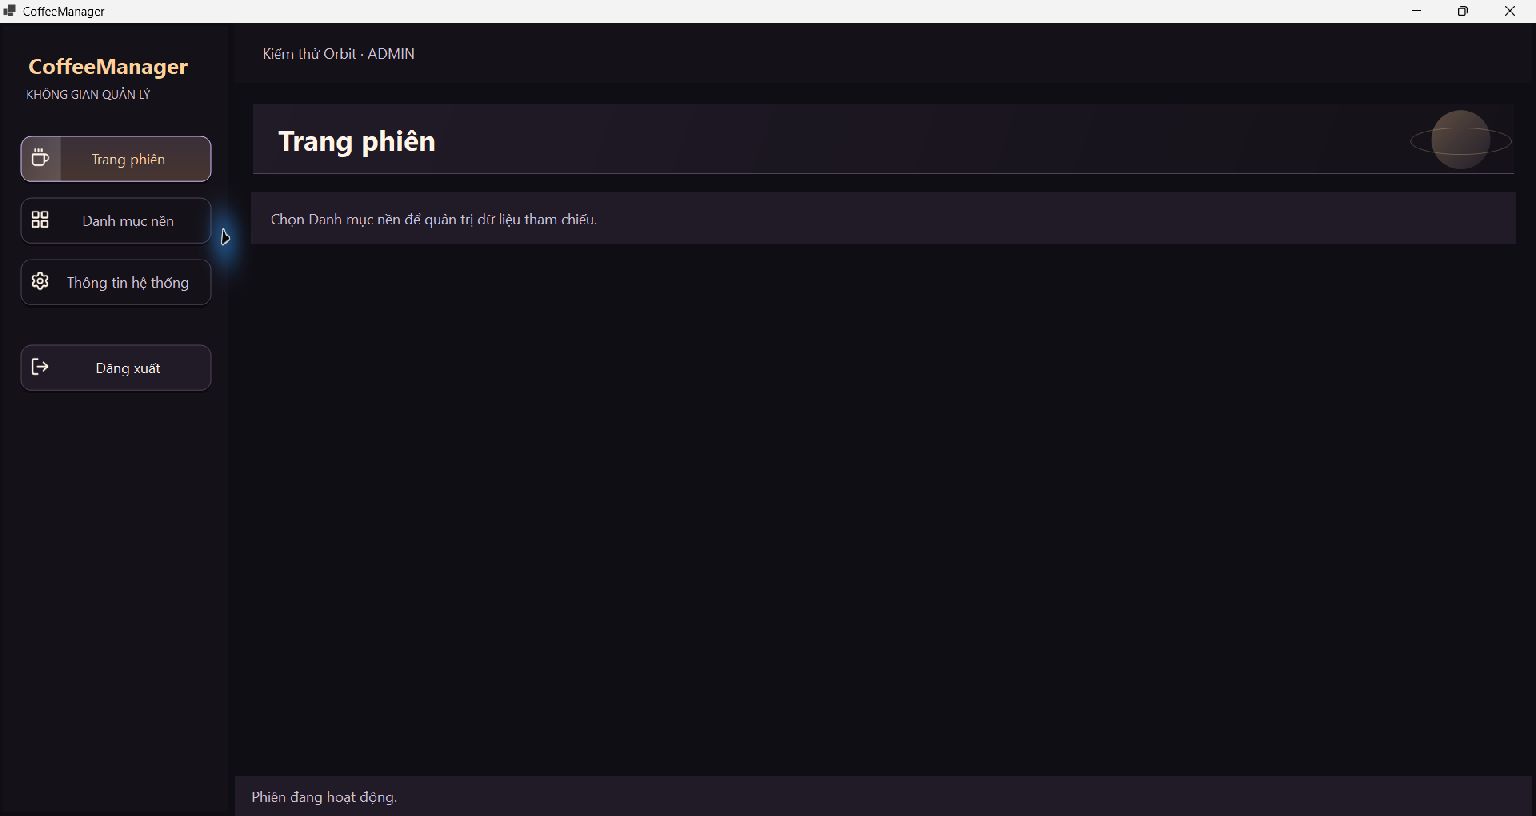 CoffeeManager
CoffeeManager
KHÔNG GIAN QUẢN LÝ
Trang phiên
Danh mục nền
Thông tin hệ thống
Đăng xuất
Kiểm thử Orbit · ADMIN
Trang phiên
Chọn Danh mục nền để quản trị dữ liệu tham chiếu.
Phiên đang hoạt động.